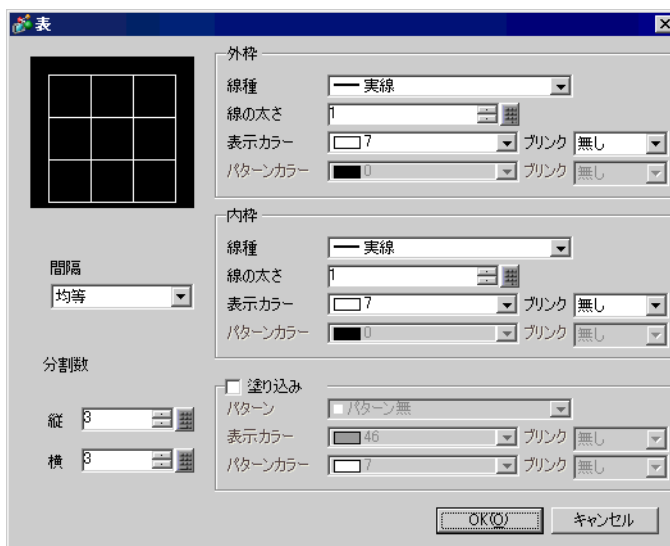 表
間隔
均等
分割数
縦 3
横 3
外枠
線種 実線
線の太さ 1
表示カラー 7 ブリンク 無し
パターンカラー 0 ブリンク 無し
内枠
線種 実線
線の太さ 1
表示カラー 7 ブリンク 無し
パターンカラー 0 ブリンク 無し
塗り込み
パターン パターン無
表示カラー 46 ブリンク 無し
パターンカラー 7 ブリンク 無し
OK(O) キャンセル